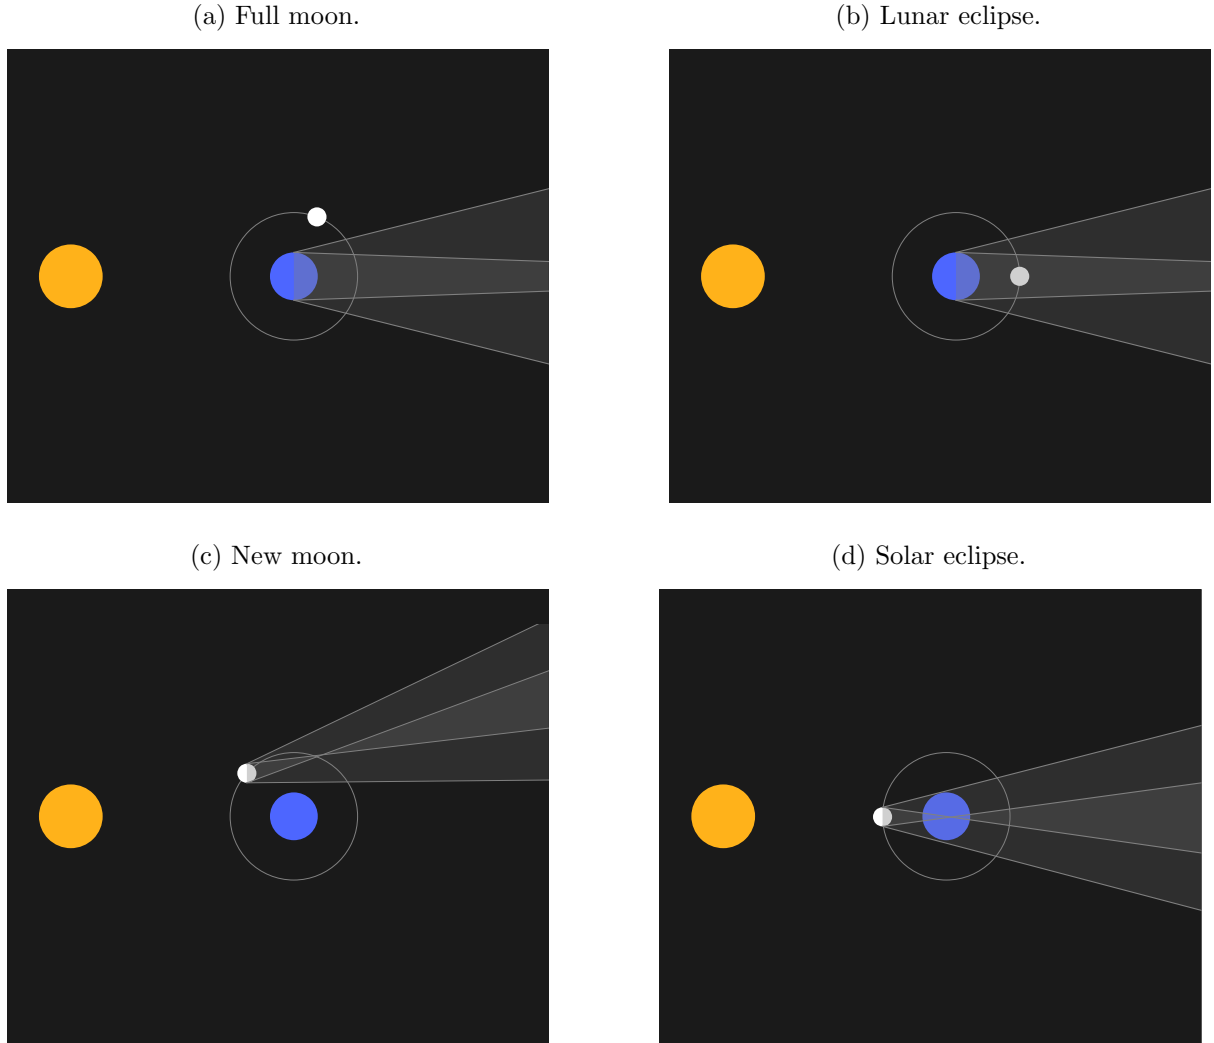 (a) Full moon.
(b) Lunar eclipse.
(c) New moon.
(d) Solar eclipse.